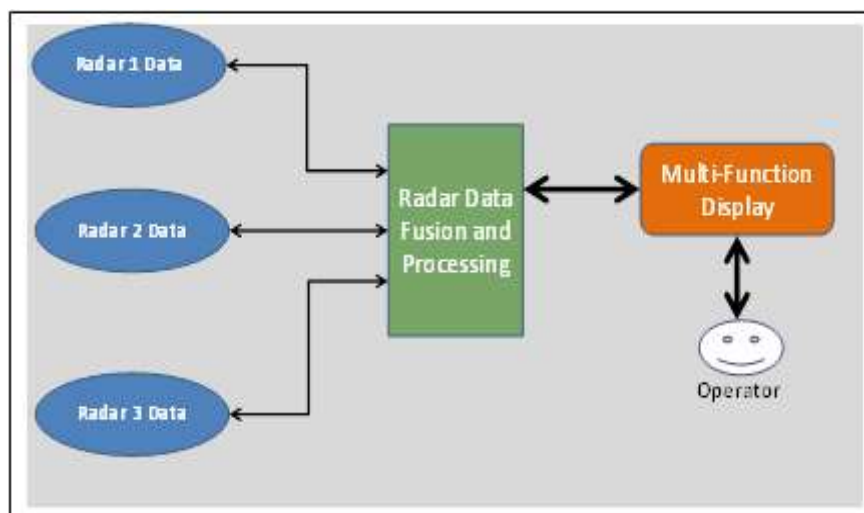 Radar 1 Data
Radar 2 Data
Radar 3 Data
Radar Data
Fusion and
Processing
Multi-Function
Display
Operator